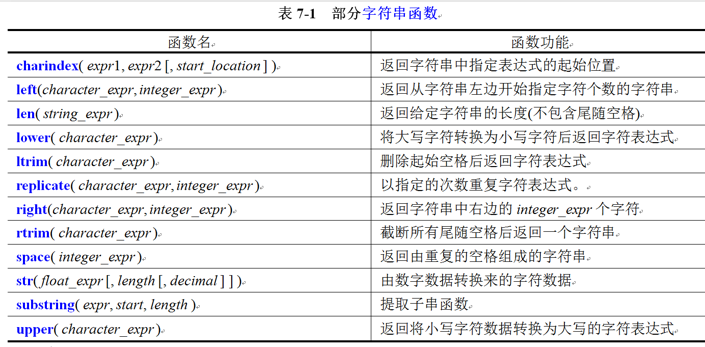 表 7-1 部分字符串函数
函数名 函数功能
charindex( expr1, expr2 [, start_location ] ) 返回字符串中指定表达式的起始位置
left(character_expr, integer_expr) 返回从字符串左边开始指定字符个数的字符串
len( string_expr) 返回给定字符串的长度(不包含尾随空格)
lower( character_expr) 将大写字符转换为小写字符后返回字符表达式
ltrim( character_expr) 删除起始空格后返回字符表达式
replicate( character_expr, integer_expr) 以指定的次数重复字符表达式。
right(character_expr, integer_expr) 返回字符串中右边的 integer_expr 个字符
rtrim( character_expr) 截断所有尾随空格后返回一个字符串
space( integer_expr) 返回由重复的空格组成的字符串
str( float_expr [, length [, decimal ] ] ) 由数字数据转换来的字符数据
substring( expr, start, length ) 提取子串函数
upper( character_expr) 返回将小写字符数据转换为大写的字符表达式